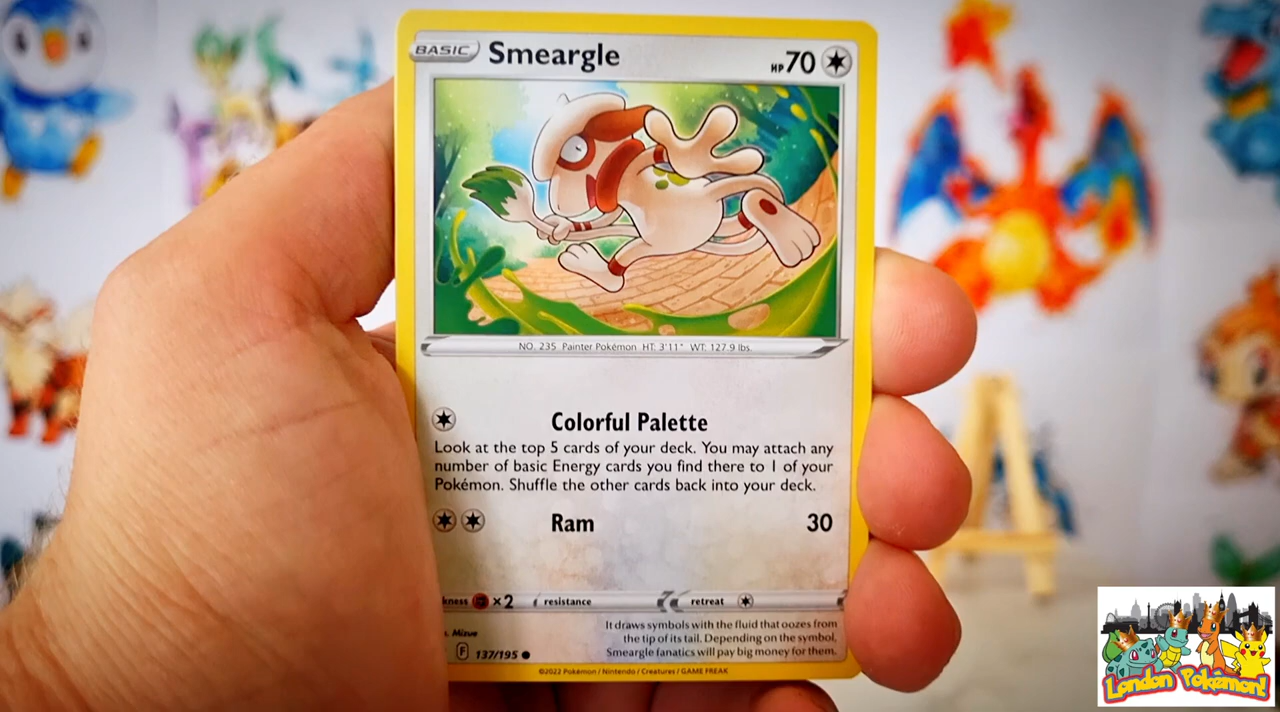 BASIC Smeargle HP 70
NO. 235 Painter Pokémon HT: 3'11" WT: 127.9 lbs.
Colorful Palette
Look at the top 5 cards of your deck. You may attach any
number of basic Energy cards you find there to 1 of your
Pokémon. Shuffle the other cards back into your deck.
Ram 30
kness ×2 resistance retreat
It draws symbols with the fluid that oozes from
s. Mizue the tip of its tail. Depending on the symbol,
F 137/195 Smeargle fanatics will pay big money for them.
©2022 Pokémon / Nintendo / Creatures / GAME FREAK
London Pokémon!